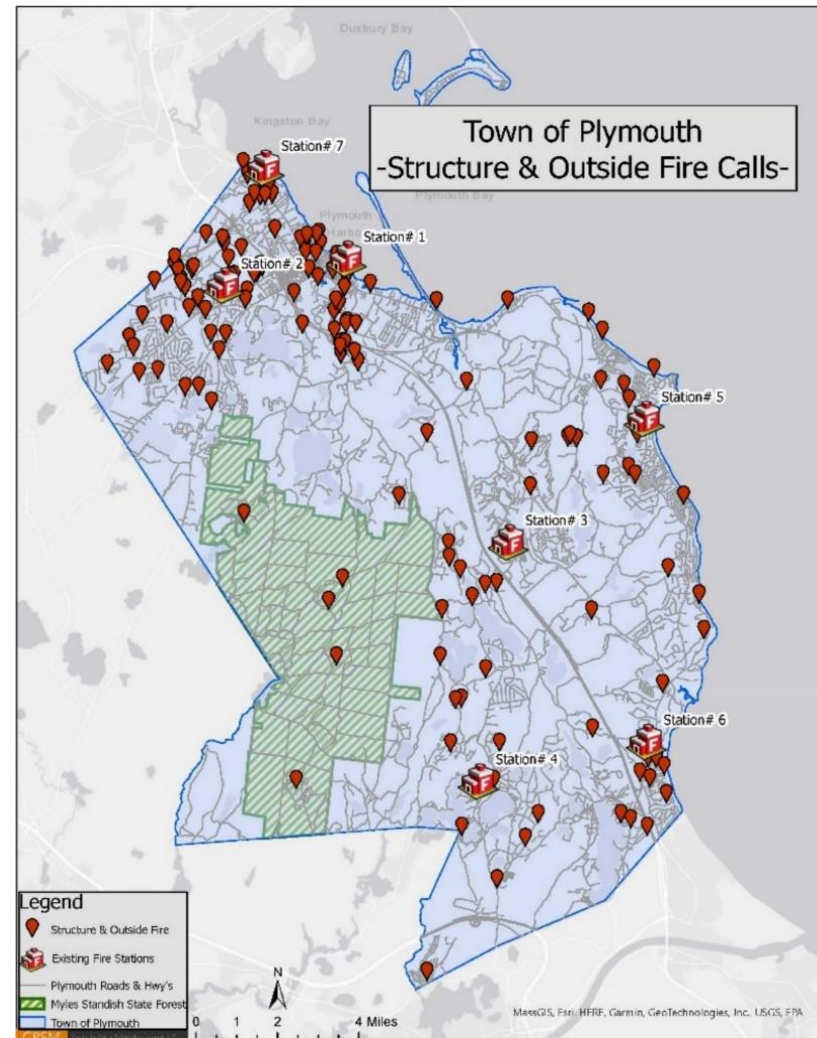 Duxbury Bay
Kingston Bay
Town of Plymouth
-Structure & Outside Fire Calls-
Station# 7
Plymouth Bay
Plymouth
Station# 1
Station# 2
Station# 5
Station# 3
Station# 6
Station# 4
Legend
Structure & Outside Fire
Existing Fire Stations
Plymouth Roads & Hwy's
Myles Standish State Forest
Town of Plymouth
N
0 1 2 4 Miles
MassGIS, Esri, HERE, Garmin, GeoTechnologies, Inc., USGS, EPA